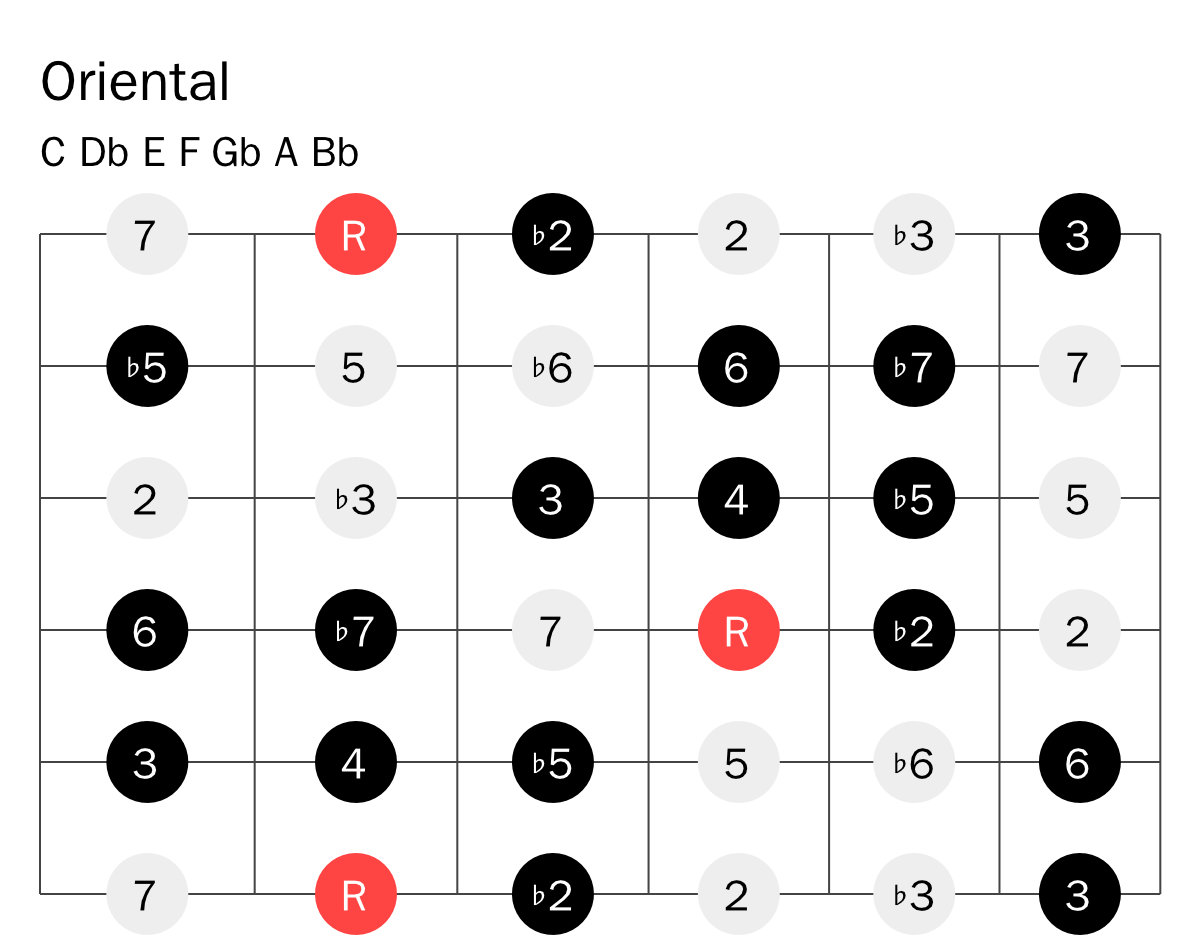 Oriental
C Db E F Gb A Bb
7 R ♭2 2 ♭3 3
♭5 5 ♭6 6 ♭7 7
2 ♭3 3 4 ♭5 5
6 ♭7 7 R ♭2 2
3 4 ♭5 5 ♭6 6
7 R ♭2 2 ♭3 3